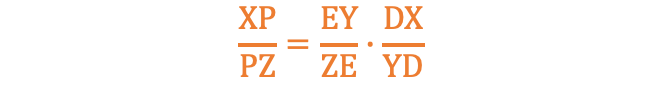 XP/PZ = EY/ZE · DX/YD